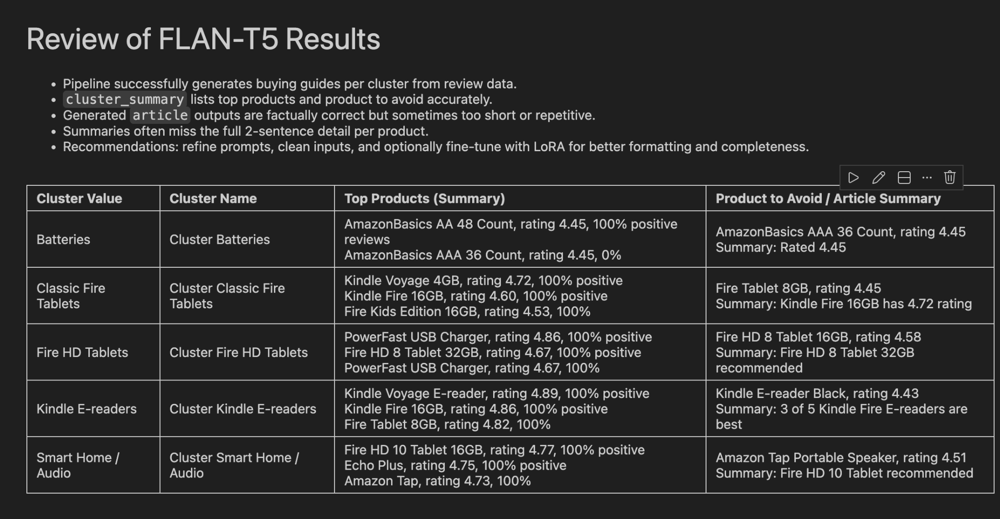 Review of FLAN-T5 Results
• Pipeline successfully generates buying guides per cluster from review data.
• cluster_summary lists top products and product to avoid accurately.
• Generated article outputs are factually correct but sometimes too short or repetitive.
• Summaries often miss the full 2-sentence detail per product.
• Recommendations: refine prompts, clean inputs, and optionally fine-tune with LoRA for better formatting and completeness.
Cluster Value
Cluster Name
Top Products (Summary)
Product to Avoid / Article Summary
Batteries
Cluster Batteries
AmazonBasics AA 48 Count, rating 4.45, 100% positive
reviews
AmazonBasics AAA 36 Count, rating 4.45, 0%
AmazonBasics AAA 36 Count, rating 4.45
Summary: Rated 4.45
Classic Fire
Tablets
Cluster Classic Fire
Tablets
Kindle Voyage 4GB, rating 4.72, 100% positive
Kindle Fire 16GB, rating 4.60, 100% positive
Fire Kids Edition 16GB, rating 4.53, 100%
Fire Tablet 8GB, rating 4.45
Summary: Kindle Fire 16GB has 4.72 rating
Fire HD Tablets
Cluster Fire HD Tablets
PowerFast USB Charger, rating 4.86, 100% positive
Fire HD 8 Tablet 32GB, rating 4.67, 100% positive
PowerFast USB Charger, rating 4.67, 100%
Fire HD 8 Tablet 16GB, rating 4.58
Summary: Fire HD 8 Tablet 32GB
recommended
Kindle E-readers
Cluster Kindle E-readers
Kindle Voyage E-reader, rating 4.89, 100% positive
Kindle Fire 16GB, rating 4.86, 100% positive
Fire Tablet 8GB, rating 4.82, 100%
Kindle E-reader Black, rating 4.43
Summary: 3 of 5 Kindle Fire E-readers are
best
Smart Home /
Audio
Cluster Smart Home /
Audio
Fire HD 10 Tablet 16GB, rating 4.77, 100% positive
Echo Plus, rating 4.75, 100% positive
Amazon Tap, rating 4.73, 100%
Amazon Tap Portable Speaker, rating 4.51
Summary: Fire HD 10 Tablet recommended